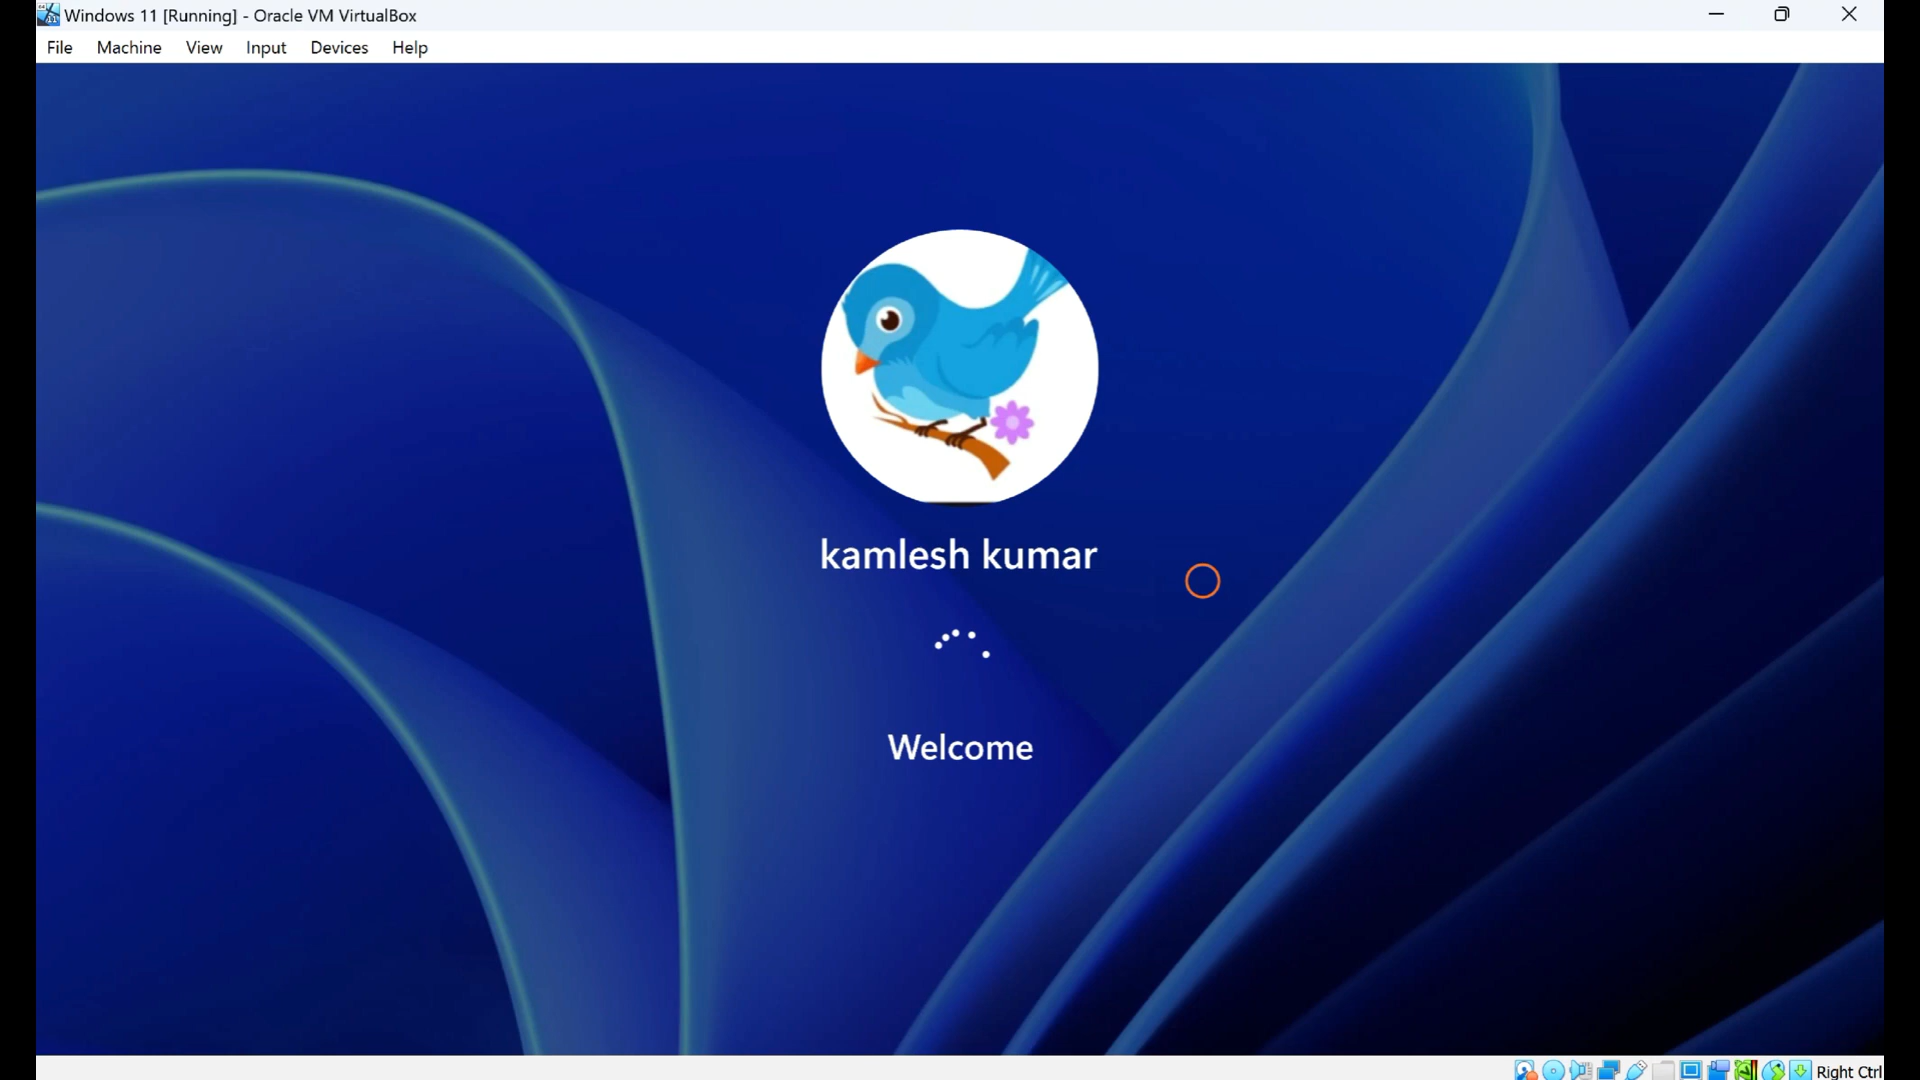 Windows 11 [Running] - Oracle VM VirtualBox
File Machine View Input Devices Help
kamlesh kumar
Welcome
Right Ctrl